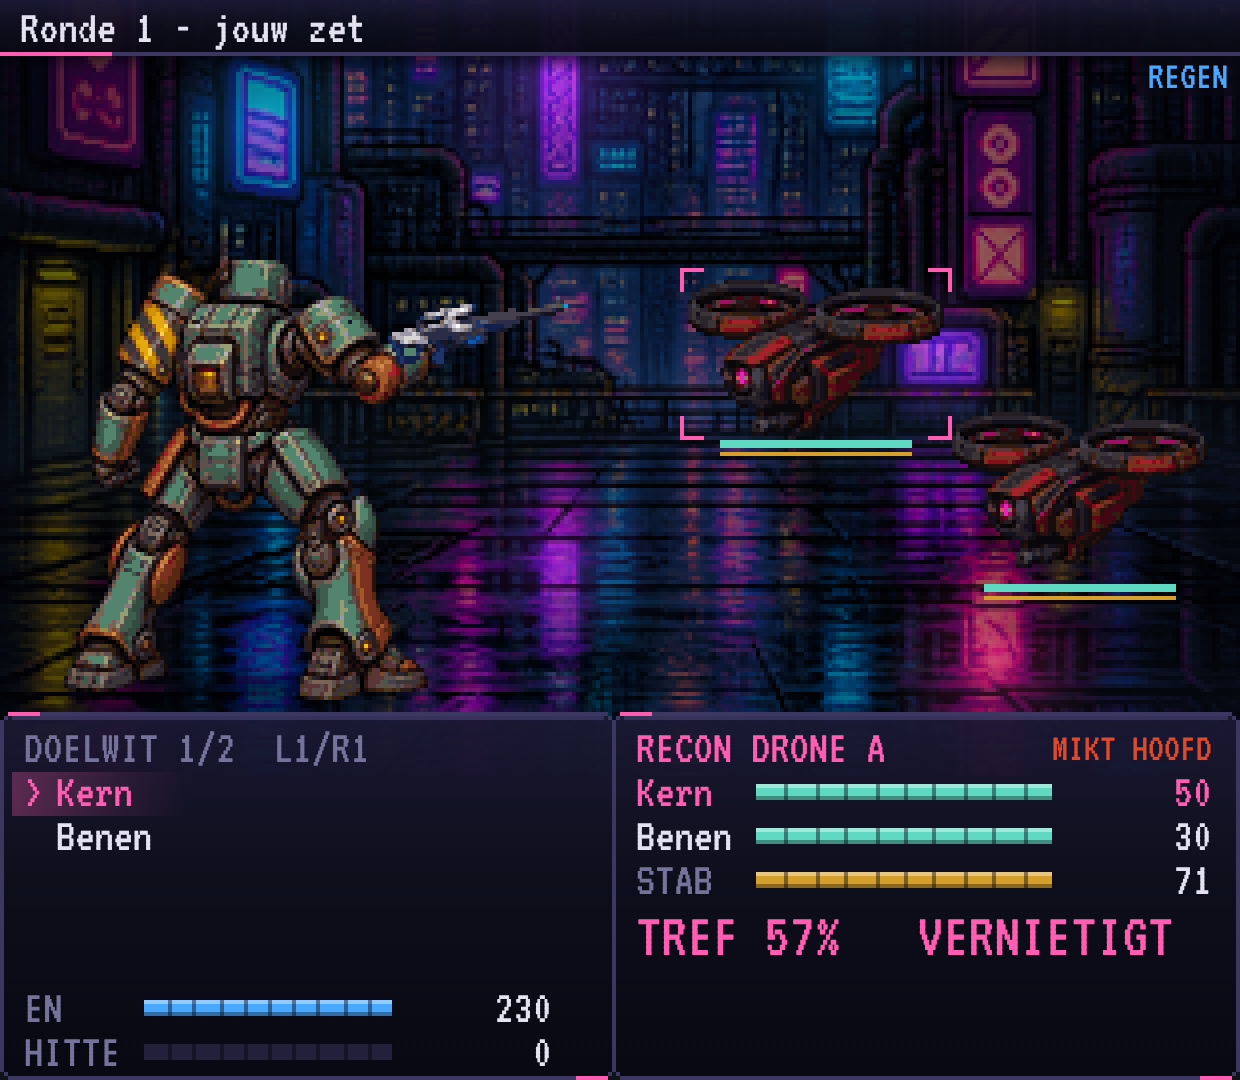 Ronde 1 - jouw zet
REGEN
DOELWIT 1/2 L1/R1
> Kern
Benen
EN 230
HITTE 0
RECON DRONE A MIKT HOOFD
Kern 50
Benen 30
STAB 71
TREF 57% VERNIETIGT